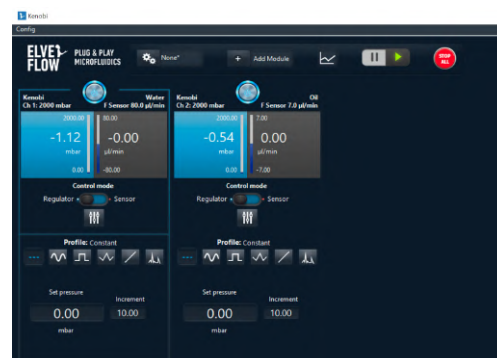 Kenobi
Config
ELVE FLOW PLUG & PLAY MICROFLUIDICS
None*
+ Add Module
STOP ALL
Kenobi Water
Ch 1: 2000 mbar F Sensor 80.0 µl/min
2000.00 80.00
-1.12 -0.00
mbar µl/min
0.00 -80.00
Control mode
Regulator Sensor
Profile: Constant
Set pressure
Increment
0.00 10.00
mbar
Kenobi Oil
Ch 2: 2000 mbar F Sensor 7.0 µl/min
2000.00 7.00
-0.54 0.00
mbar µl/min
0.00 -7.00
Control mode
Regulator Sensor
Profile: Constant
Set pressure
Increment
0.00 10.00
mbar